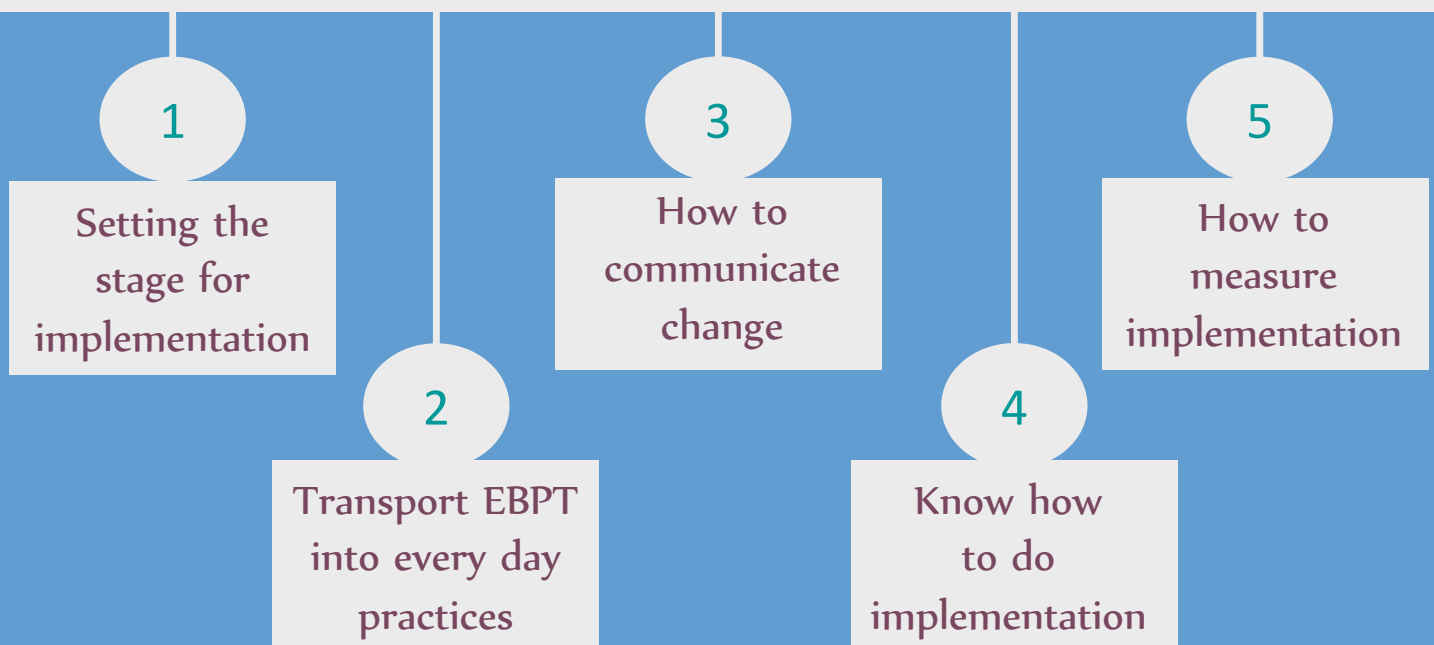 1
Setting the
stage for
implementation
2
Transport EBPT
into every day
practices
3
How to
communicate
change
4
Know how
to do
implementation
5
How to
measure
implementation